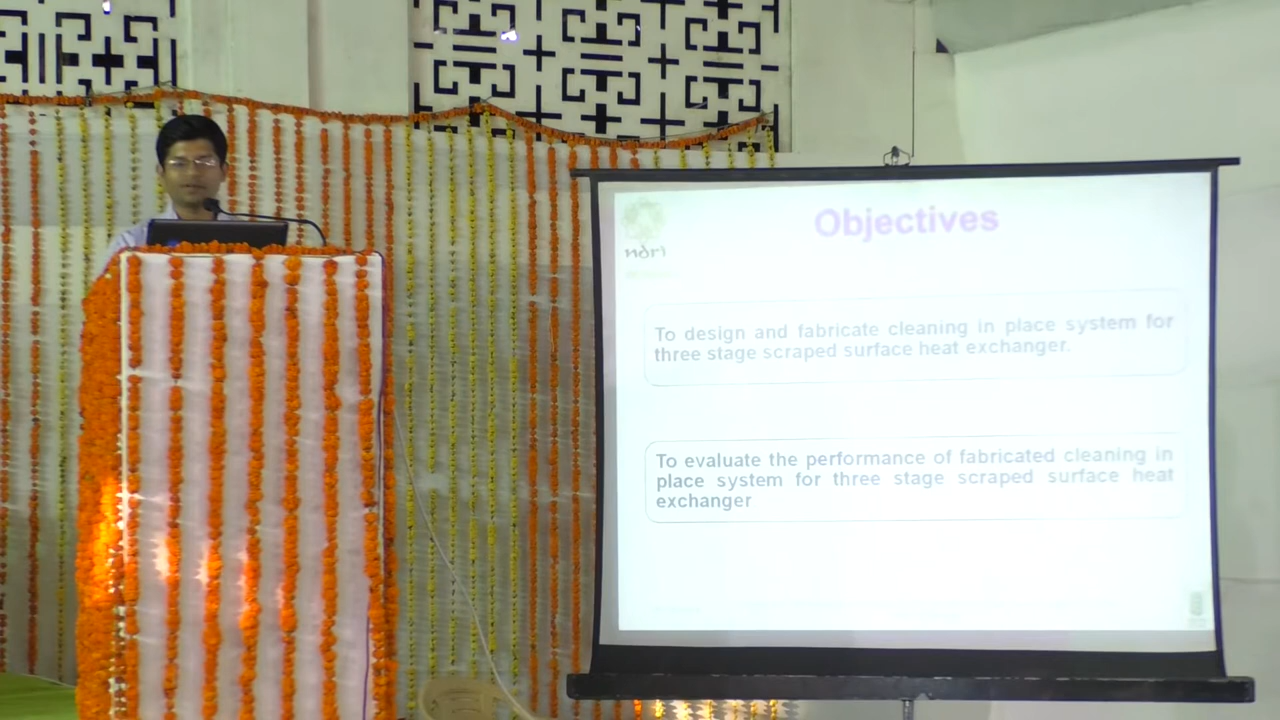 Objectives
ndri
To design and fabricate cleaning in place system for
three stage scraped surface heat exchanger.
To evaluate the performance of fabricated cleaning in
place system for three stage scraped surface heat
exchanger